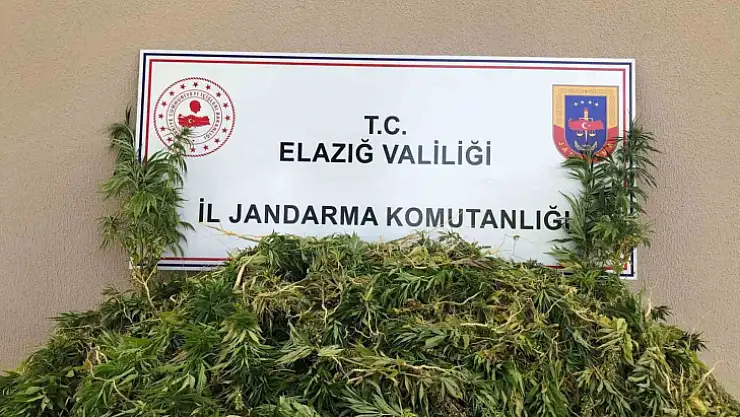 T.C.
ELAZIĞ VALİLİĞİ
İL JANDARMA KOMUTANLIĞI